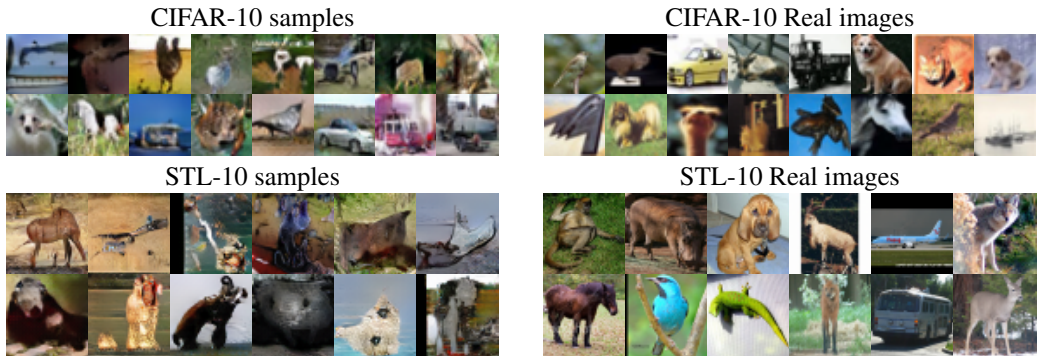 CIFAR-10 samples
CIFAR-10 Real images
STL-10 samples
STL-10 Real images